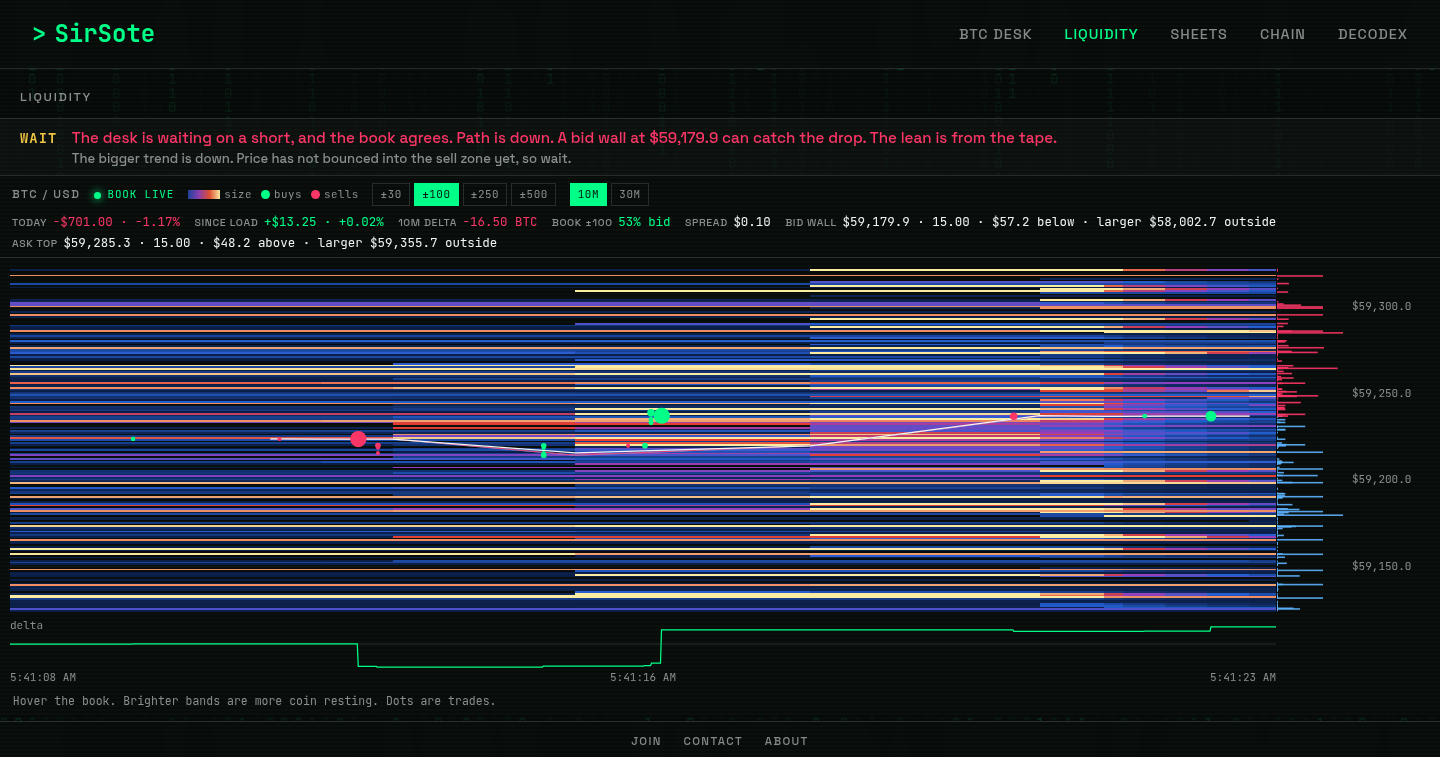 > SirSote
BTC DESK LIQUIDITY SHEETS CHAIN DECODEX
LIQUIDITY
WAIT The desk is waiting on a short, and the book agrees. Path is down. A bid wall at $59,179.9 can catch the drop. The lean is from the tape.
The bigger trend is down. Price has not bounced into the sell zone yet, so wait.
BTC / USD BOOK LIVE size buys sells ±30 ±100 ±250 ±500 10M 30M
TODAY -$701.00 · -1.17% SINCE LOAD +$13.25 · +0.02% 10M DELTA -16.50 BTC BOOK ±100 53% bid SPREAD $0.10 BID WALL $59,179.9 · 15.00 · $57.2 below · larger $58,002.7 outside
ASK TOP $59,285.3 · 15.00 · $48.2 above · larger $59,355.7 outside
$59,300.0
$59,250.0
$59,200.0
$59,150.0
delta
5:41:08 AM 5:41:16 AM 5:41:23 AM
Hover the book. Brighter bands are more coin resting. Dots are trades.
JOIN CONTACT ABOUT